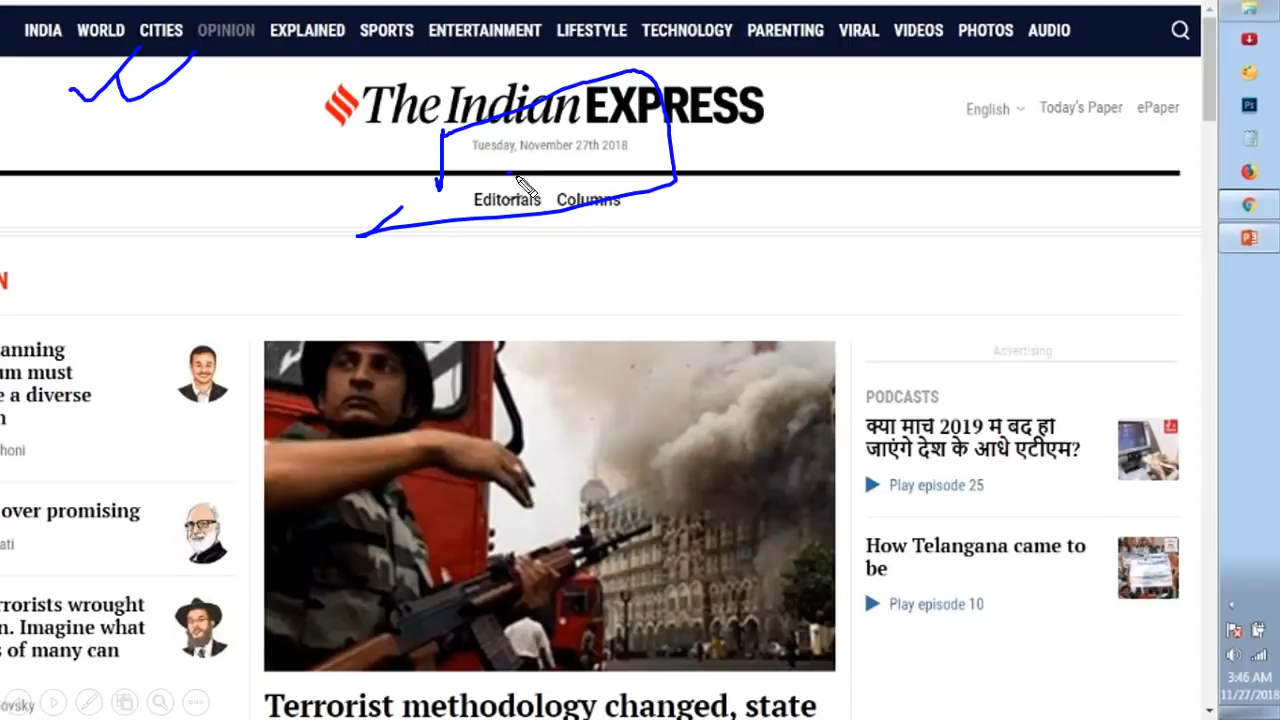 INDIA WORLD CITIES OPINION EXPLAINED SPORTS ENTERTAINMENT LIFESTYLE TECHNOLOGY PARENTING VIRAL VIDEOS PHOTOS AUDIO
The Indian EXPRESS
English Today's Paper ePaper
Tuesday, November 27th 2018
Editorials Columns
N
anning
um must
e a diverse
n
honi
over promising
ati
rrorists wrought
n. Imagine what
s of many can
ovsky
Terrorist methodology changed, state
Advertising
PODCASTS
क्या मार्च 2019 में बंद हो
जाएंगे देश के आधे एटीएम?
Play episode 25
How Telangana came to
be
Play episode 10
3:46 AM
11/27/2018